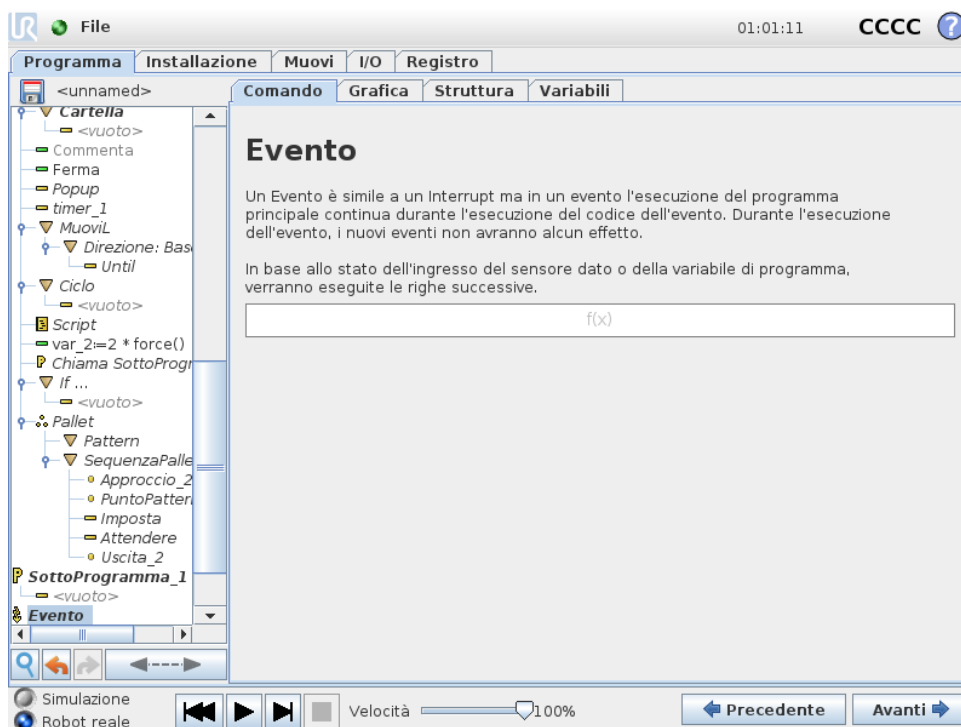 UR File 01:01:11 CCCC ?
Programma Installazione Muovi I/O Registro
<unnamed> Comando Grafica Struttura Variabili
Cartella
<vuoto>
Commenta
Ferma
Popup
timer_1
MuoviL
Direzione: Bas
Until
Ciclo
<vuoto>
Script
var_2:=2 * force()
Chiama SottoProgr
If ...
<vuoto>
Pallet
Pattern
SequenzaPalle
Approccio_2
PuntoPatter
Imposta
Attendere
Uscita_2
SottoProgramma_1
<vuoto>
Evento
Evento
Un Evento è simile a un Interrupt ma in un evento l'esecuzione del programma
principale continua durante l'esecuzione del codice dell'evento. Durante l'esecuzione
dell'evento, i nuovi eventi non avranno alcun effetto.
In base allo stato dell'ingresso del sensore dato o della variabile di programma,
verranno eseguite le righe successive.
f(x)
Simulazione
Robot reale
Velocità 100% Precedente Avanti